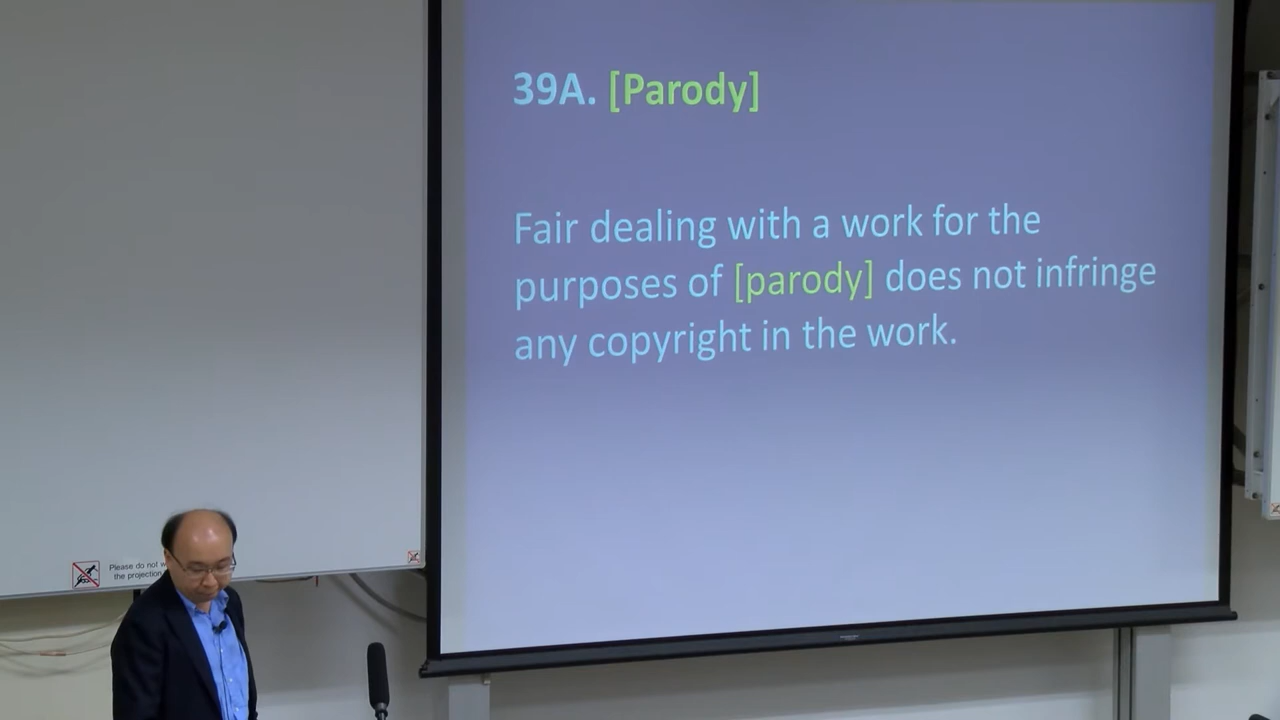 39A. [Parody]
Fair dealing with a work for the
purposes of [parody] does not infringe
any copyright in the work.
Please do not
the projection